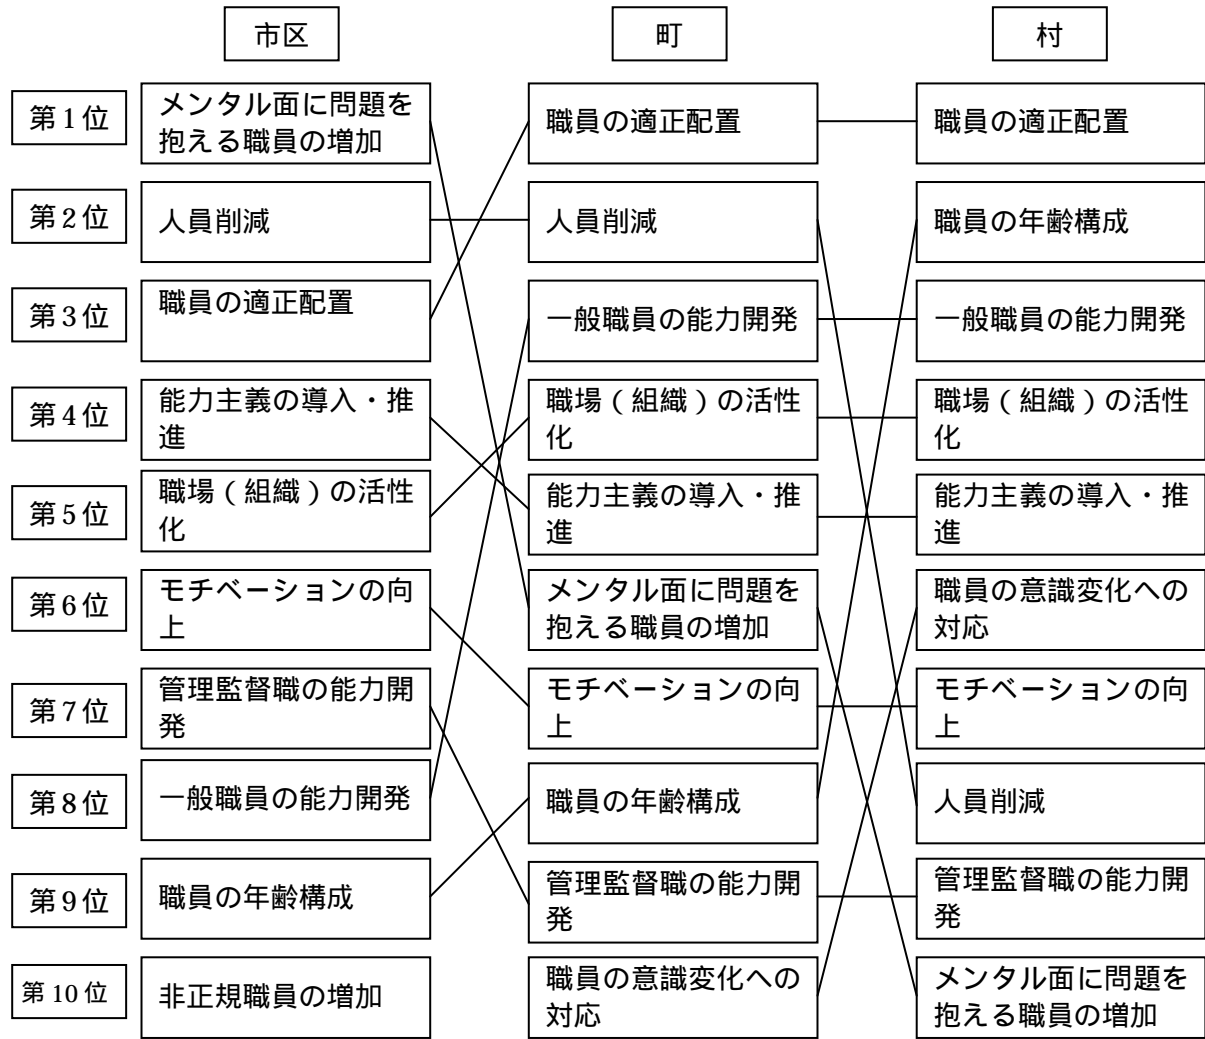 市区
町
村
第1位
メンタル面に問題を
抱える職員の増加
職員の適正配置
職員の適正配置
第2位
人員削減
人員削減
職員の年齢構成
第3位
職員の適正配置
一般職員の能力開発
一般職員の能力開発
第4位
能力主義の導入・推
進
職場（組織）の活性
化
職場（組織）の活性
化
第5位
職場（組織）の活性
化
能力主義の導入・推
進
能力主義の導入・推
進
第6位
モチベーションの向
上
メンタル面に問題を
抱える職員の増加
職員の意識変化への
対応
第7位
管理監督職の能力開
発
モチベーションの向
上
モチベーションの向
上
第8位
一般職員の能力開発
職員の年齢構成
人員削減
第9位
職員の年齢構成
管理監督職の能力開
発
管理監督職の能力開
発
第10位
非正規職員の増加
職員の意識変化への
対応
メンタル面に問題を
抱える職員の増加